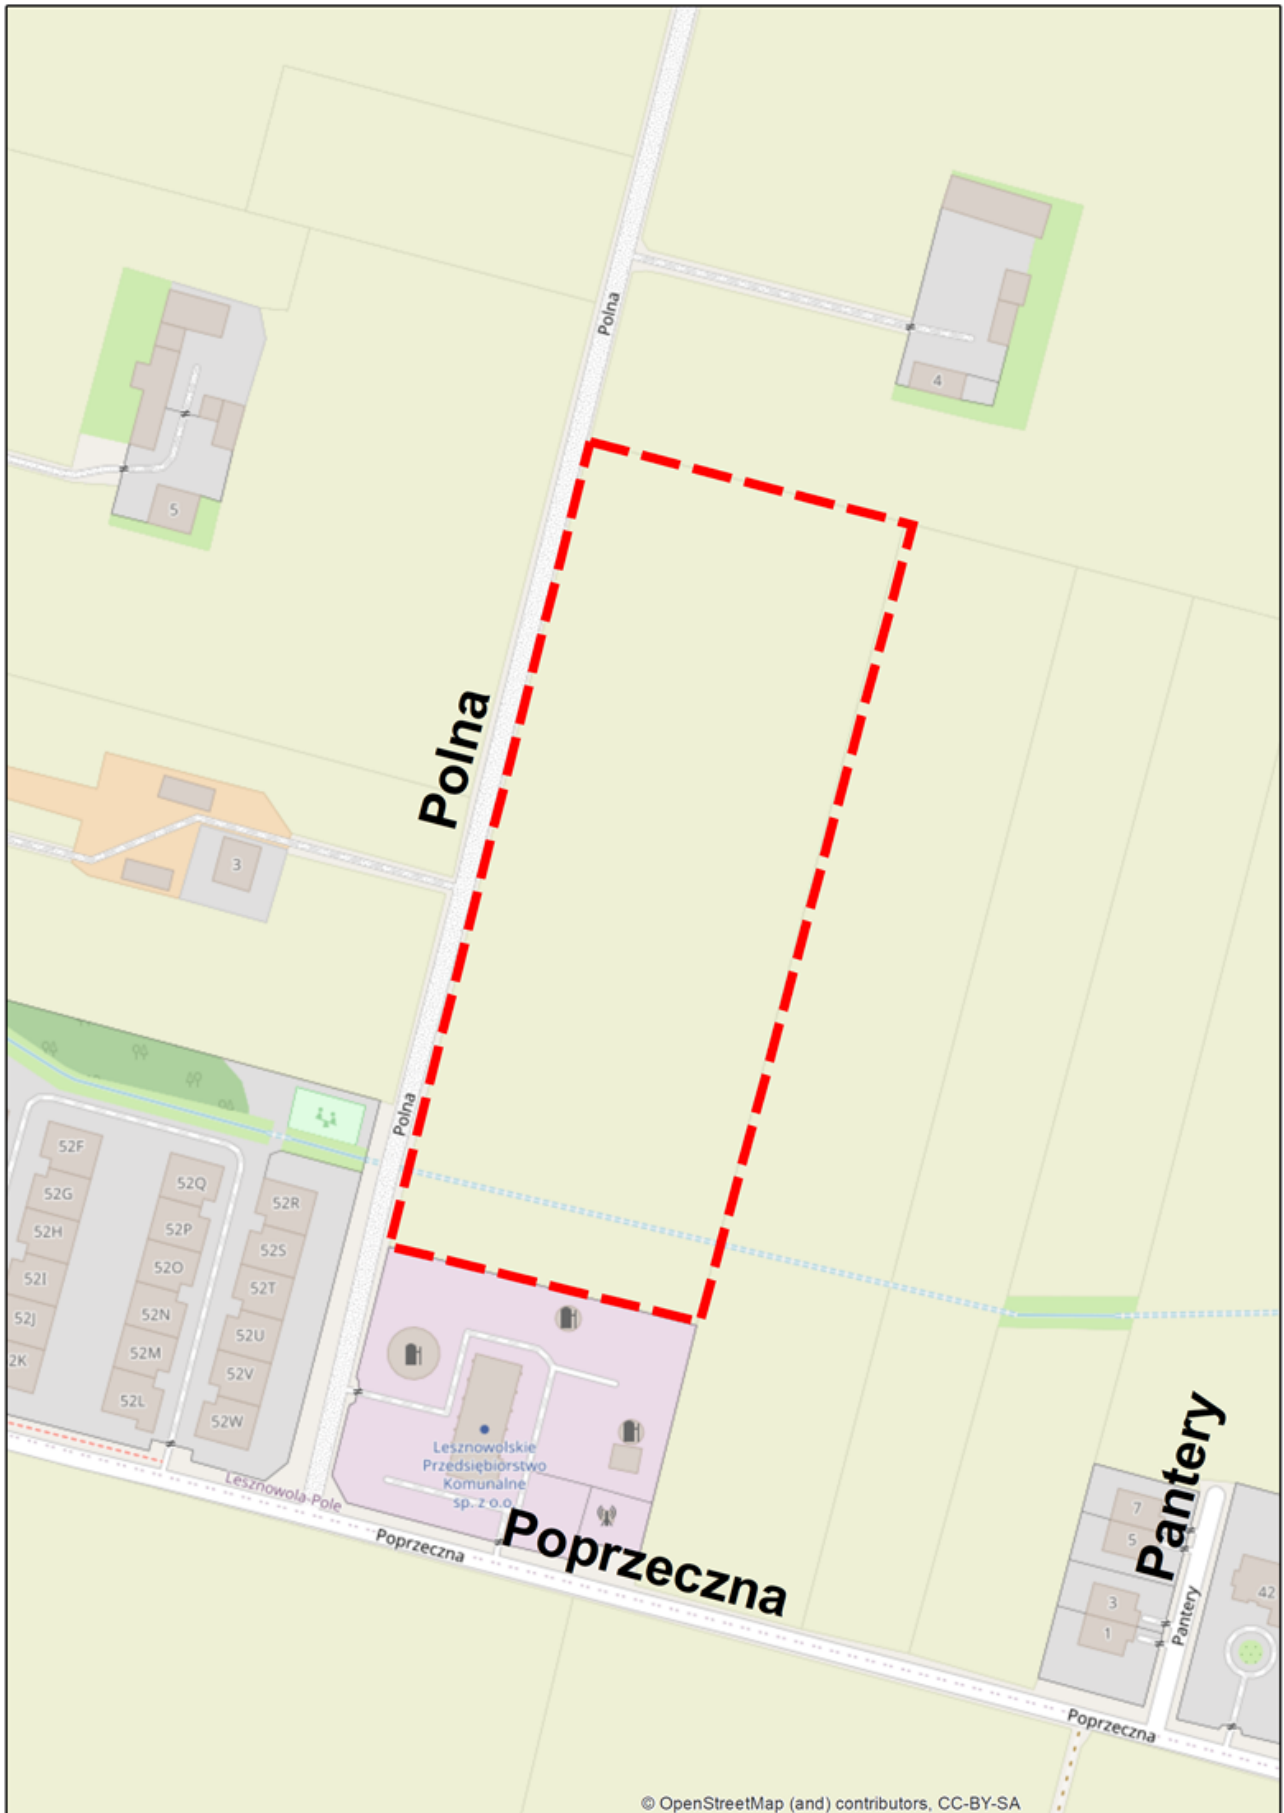 Polna
4
5
Polna
3
Polna
52F
52G
52H
52I
52J
2K
52Q
52P
52O
52N
52M
52L
52R
52S
52T
52U
52V
52W
Lesznowolskie
Przedsiębiorstwo
Komunalne
sp. z o.o.
Lesznowola-Pole
Poprzeczna
Poprzeczna
Pantery
7
5
3
1
42
Pantery
Poprzeczna
© OpenStreetMap (and) contributors, CC-BY-SA